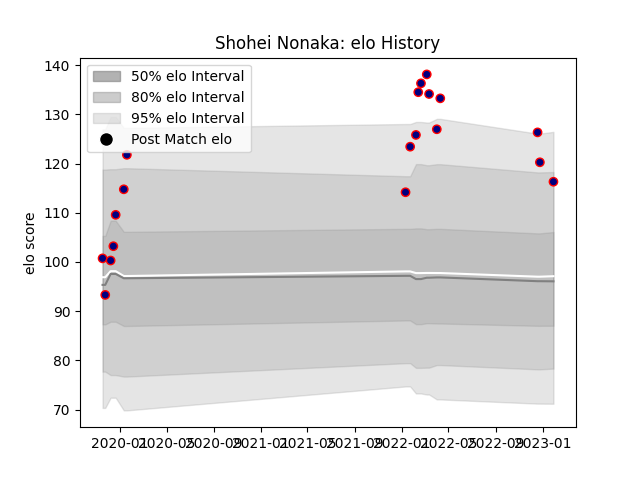 Shohei Nonaka: elo History
50% elo Interval
80% elo Interval
95% elo Interval
Post Match elo
elo score
140
130
120
110
100
90
80
70
2020-01 2020-05 2020-09 2021-01 2021-05 2021-09 2022-01 2022-05 2022-09 2023-01